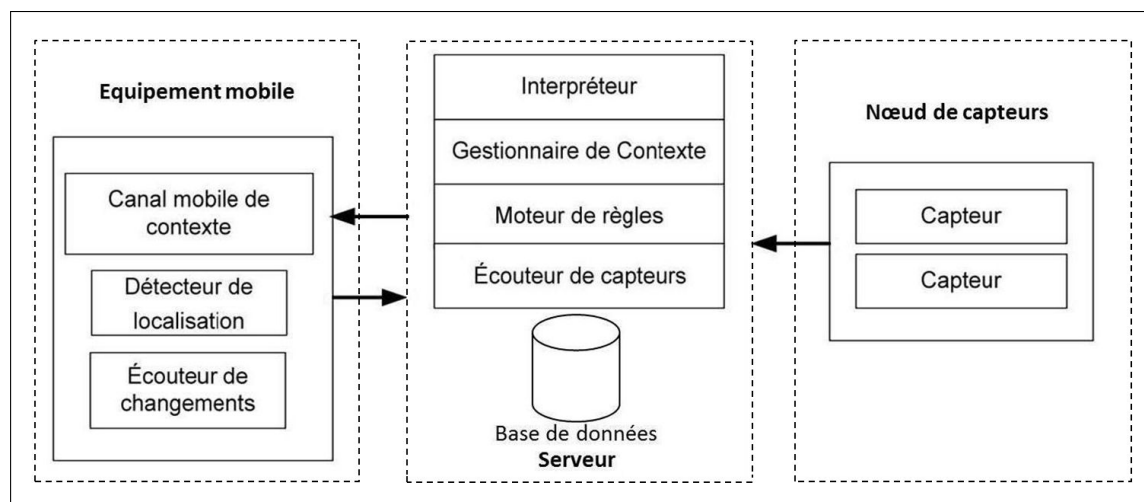 Equipement mobile
Canal mobile de
contexte
Détecteur de
localisation
Écouteur de
changements
Interpréteur
Gestionnaire de Contexte
Moteur de règles
Écouteur de capteurs
Base de données
Serveur
Nœud de capteurs
Capteur
Capteur